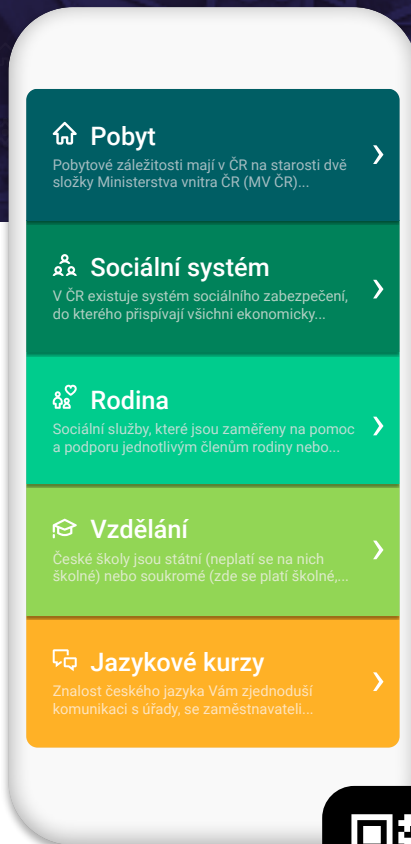 Pobyt
Pobytové záležitosti mají v ČR na starosti dvě
složky Ministerstva vnitra ČR (MV ČR)...
Sociální systém
V ČR existuje systém sociálního zabezpečení,
do kterého přispívají všichni ekonomicky...
Rodina
Sociální služby, které jsou zaměřeny na pomoc
a podporu jednotlivým členům rodiny nebo...
Vzdělání
České školy jsou státní (neplatí se na nich
školné) nebo soukromé (zde se platí školné,...
Jazykové kurzy
Znalost českého jazyka Vám zjednoduší
komunikaci s úřady, se zaměstnavateli...